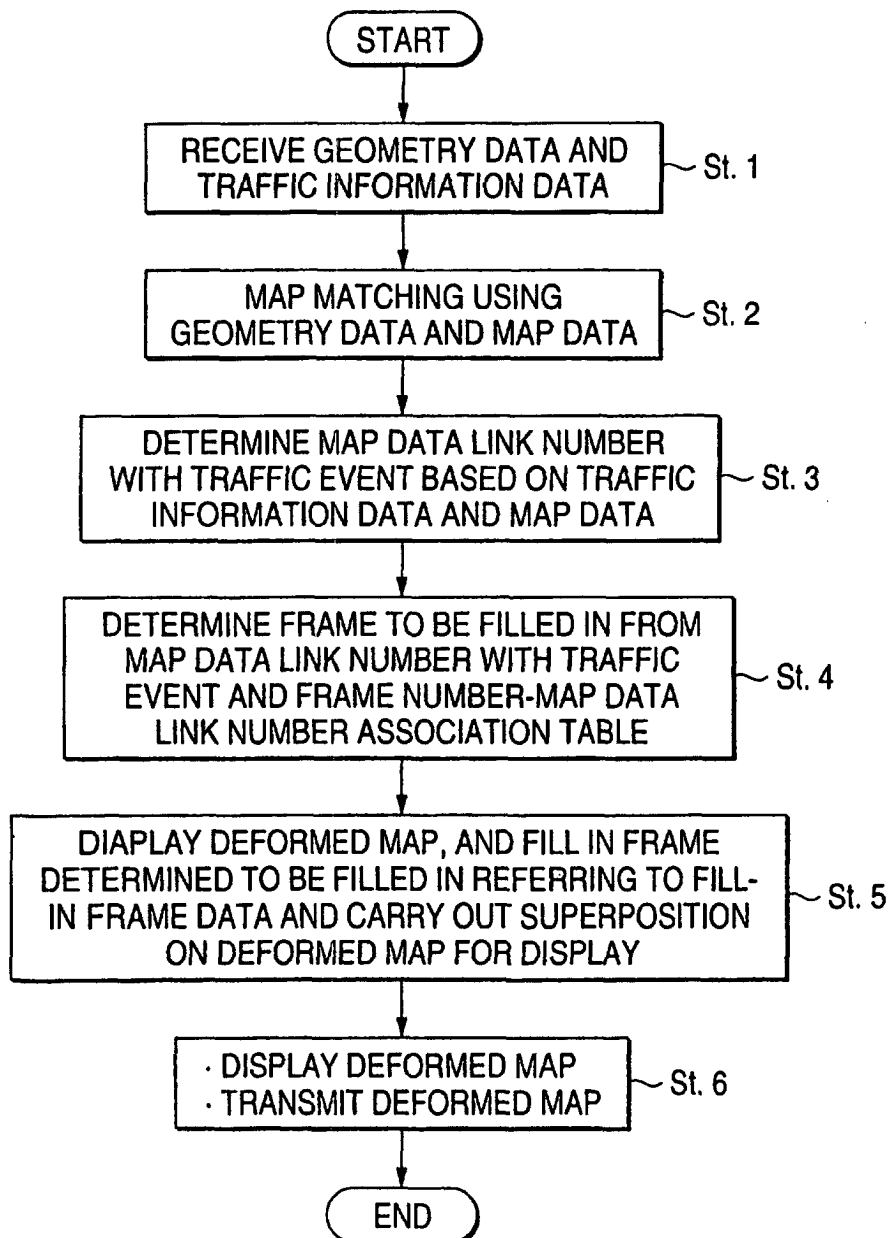 START
RECEIVE GEOMETRY DATA AND
TRAFFIC INFORMATION DATA
St. 1
MAP MATCHING USING
GEOMETRY DATA AND MAP DATA
St. 2
DETERMINE MAP DATA LINK NUMBER
WITH TRAFFIC EVENT BASED ON TRAFFIC
INFORMATION DATA AND MAP DATA
St. 3
DETERMINE FRAME TO BE FILLED IN FROM
MAP DATA LINK NUMBER WITH TRAFFIC
EVENT AND FRAME NUMBER-MAP DATA
LINK NUMBER ASSOCIATION TABLE
St. 4
DIAPLAY DEFORMED MAP, AND FILL IN FRAME
DETERMINED TO BE FILLED IN REFERRING TO FILL-
IN FRAME DATA AND CARRY OUT SUPERPOSITION
ON DEFORMED MAP FOR DISPLAY
St. 5
· DISPLAY DEFORMED MAP
· TRANSMIT DEFORMED MAP
St. 6
END